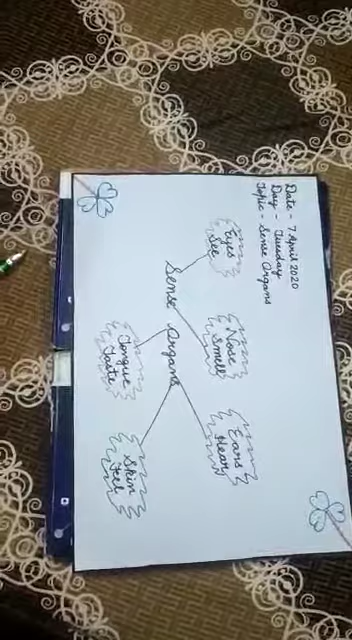 Date - 7 April 2020
Day - Tuesday
Topic - Sense Organs
Eyes
See
Nose
Smell
Ears
Hear
Sense Organs
Tongue
Taste
Skin
Feel